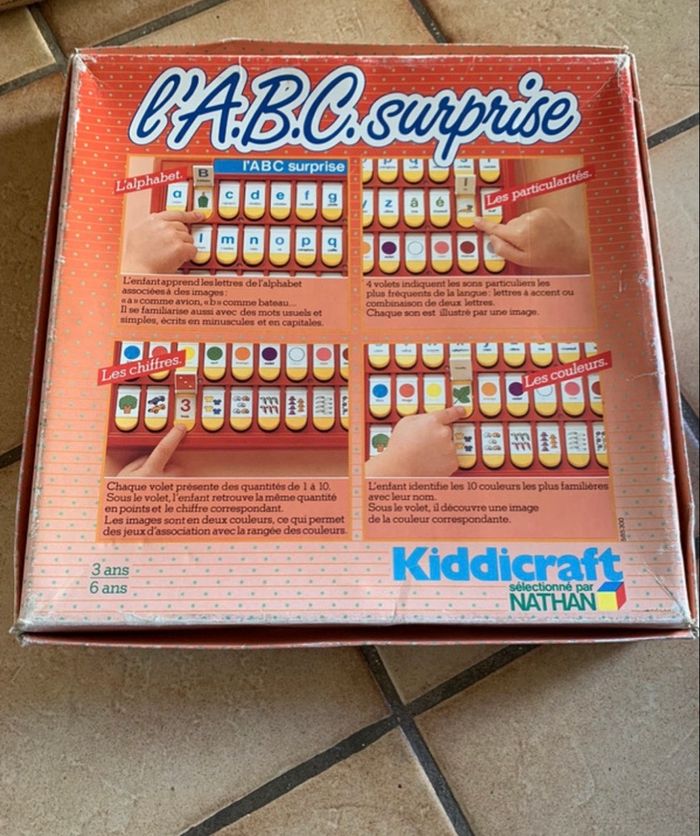 l'A.B.C. surprise
L'alphabet.
B
l'ABC surprise
a c d e f g
l m n o p q
L'enfant apprend les lettres de l'alphabet
associées à des images :
« a » comme avion, « b » comme bateau...
Il se familiarise aussi avec des mots usuels et
simples, écrits en minuscules et en capitales.
Les particularités.
z â é
4 volets indiquent les sons particuliers les
plus fréquents de la langue : lettres à accent ou
combinaison de deux lettres.
Chaque son est illustré par une image.
Les chiffres.
3
Chaque volet présente des quantités de 1 à 10.
Sous le volet, l'enfant retrouve la même quantité
en points et le chiffre correspondant.
Les images sont en deux couleurs, ce qui permet
des jeux d'association avec la rangée des couleurs.
Les couleurs.
L'enfant identifie les 10 couleurs les plus familières
avec leur nom.
Sous le volet, il découvre une image
de la couleur correspondante.
3 ans
6 ans
Kiddicraft
sélectionné par
NATHAN